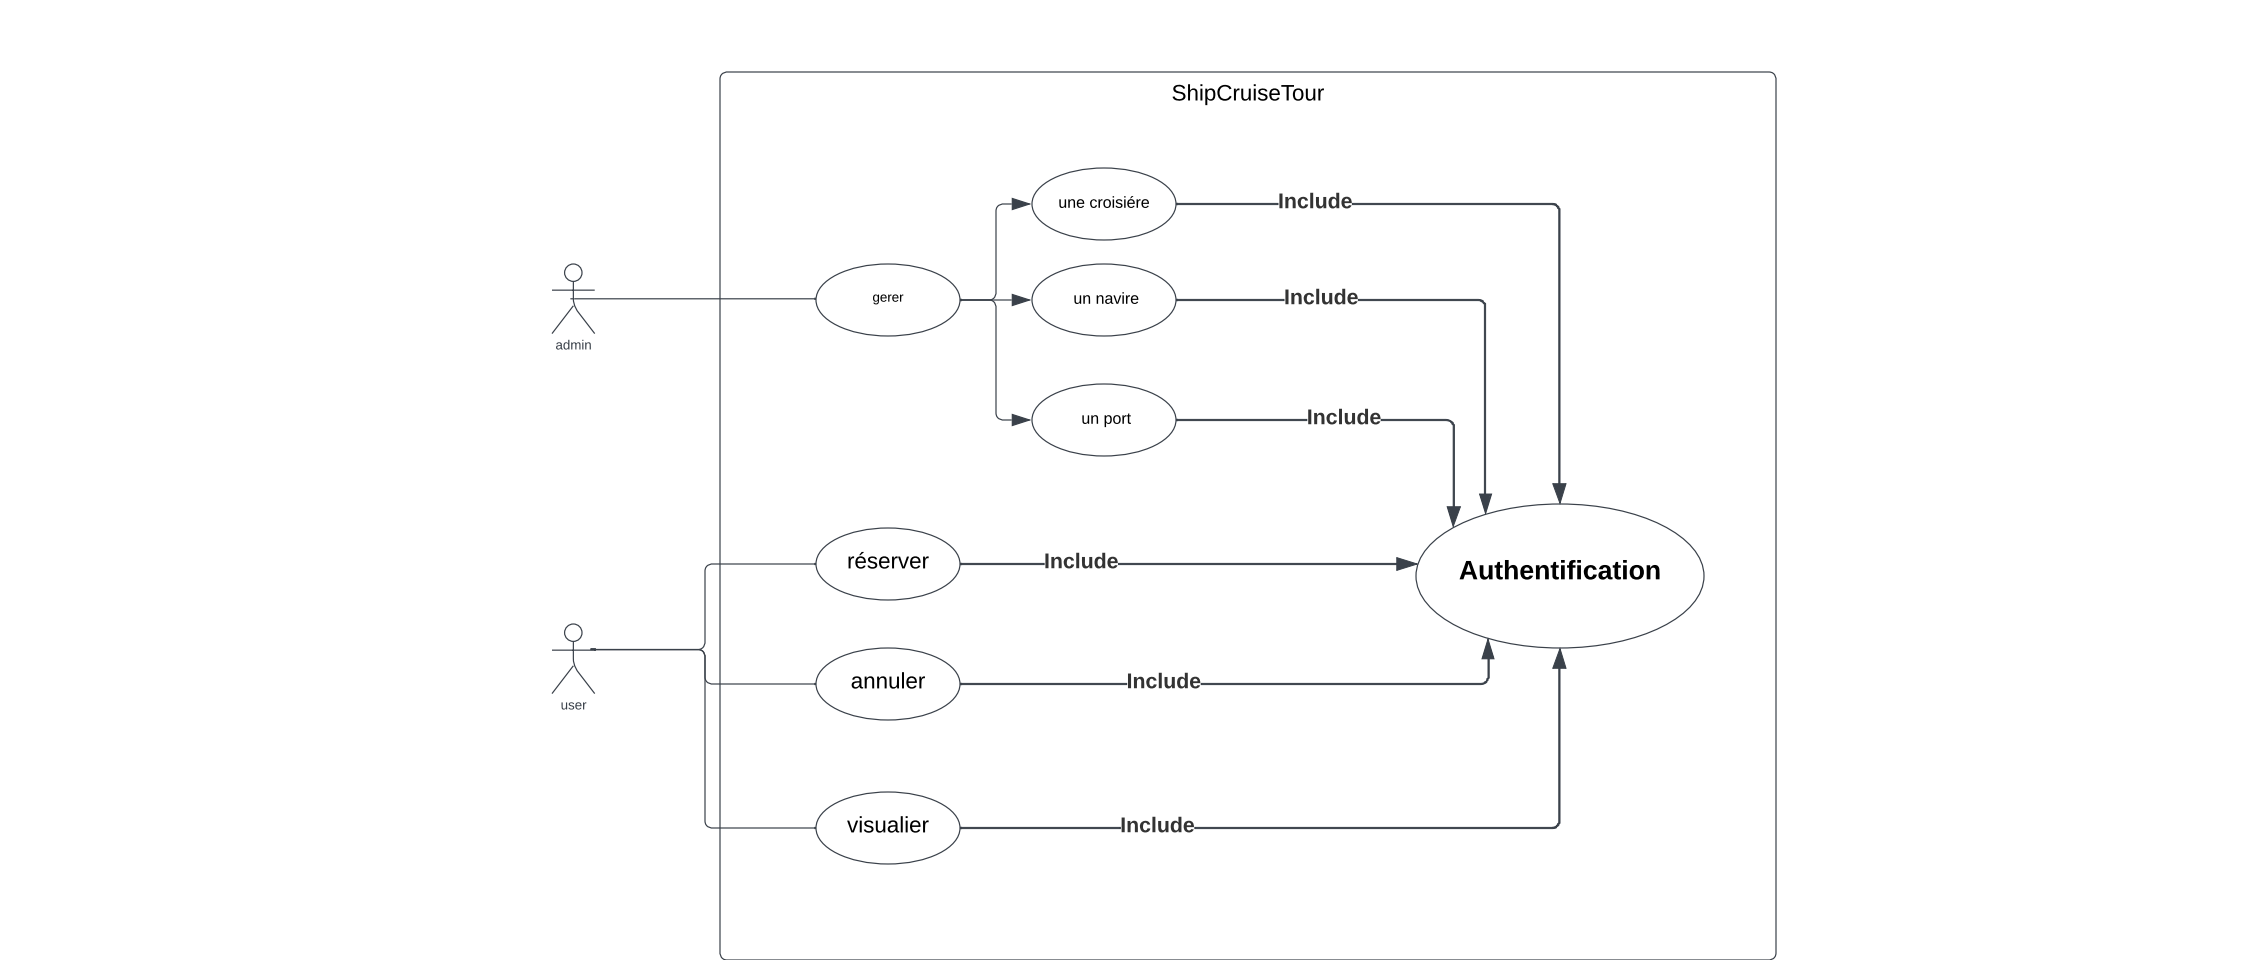 ShipCruiseTour
une croisiére
Include
admin
gerer
un navire
Include
un port
Include
réserver
Include
Authentification
user
annuler
Include
visualier
Include